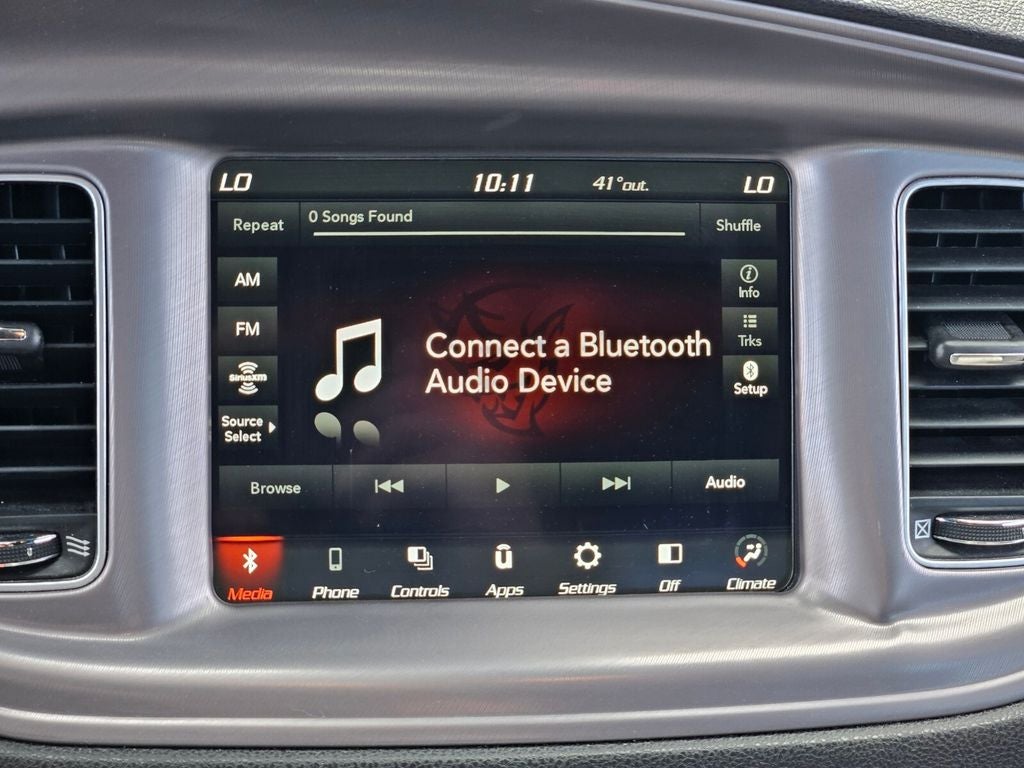 LO 10:11 41°out. LO
Repeat 0 Songs Found Shuffle
AM
FM
SiriusXM
Source
Select
Connect a Bluetooth
Audio Device
Info
Trks
Setup
Browse Audio
Media Phone Controls Apps Settings Off Climate